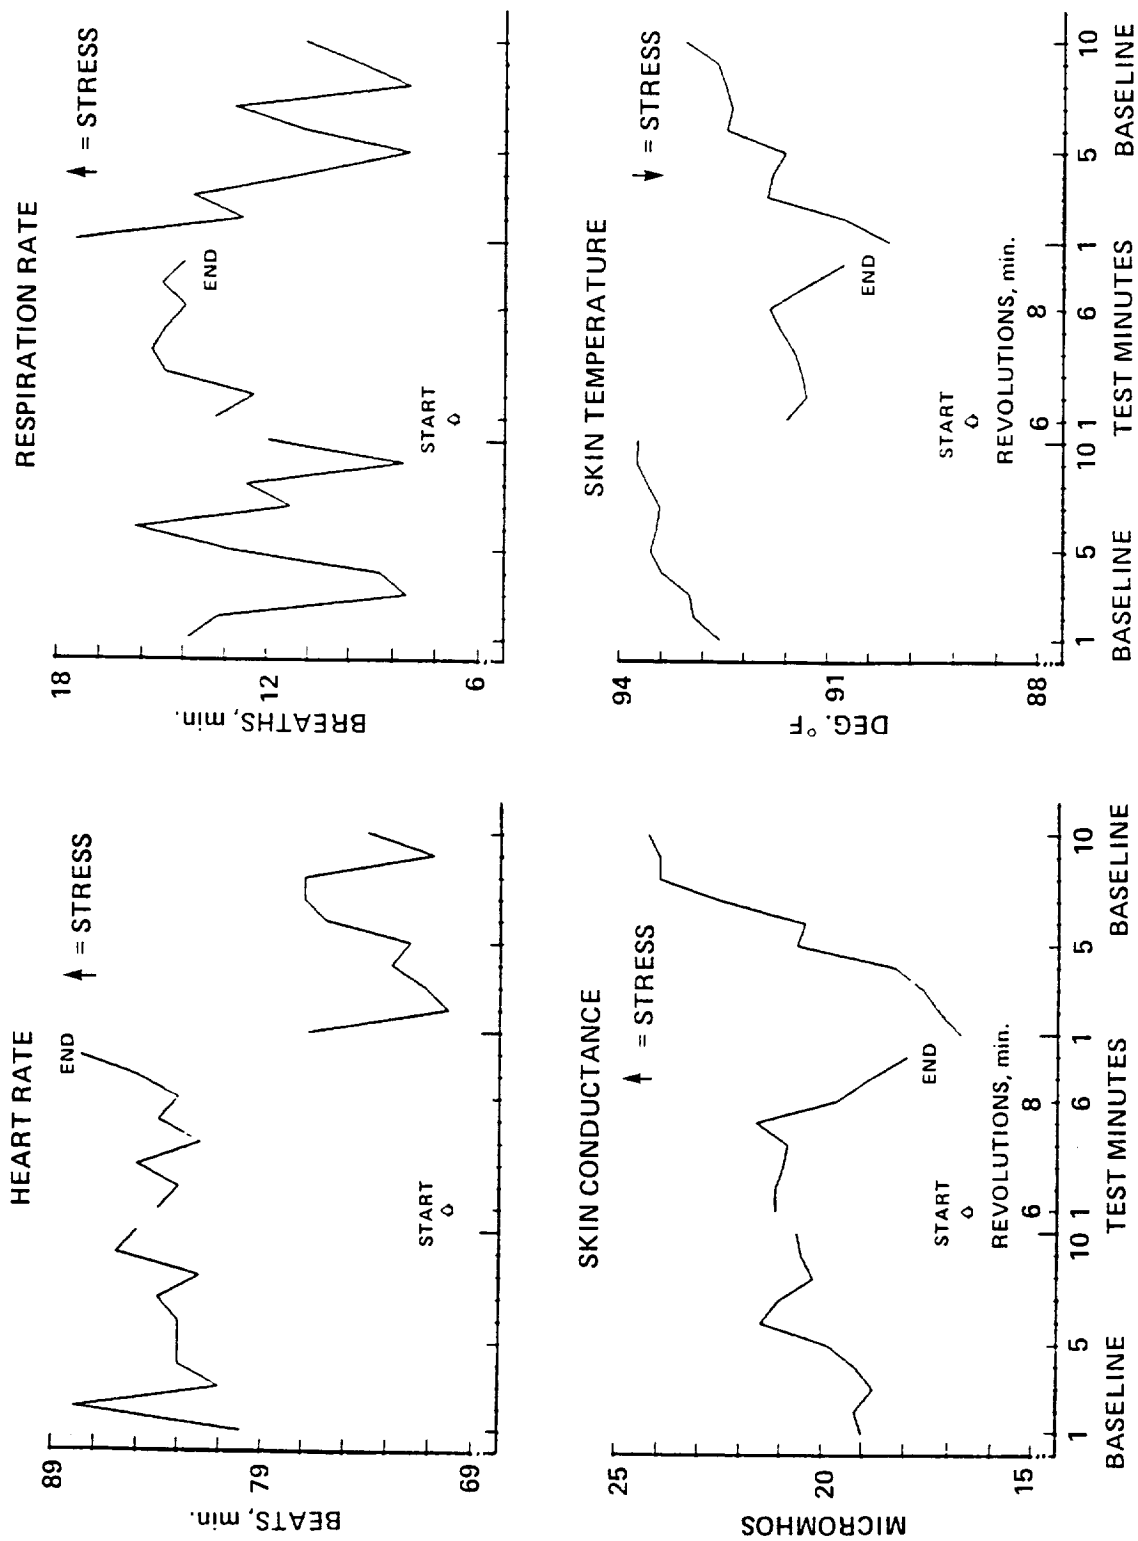 HEART RATE
BEATS, min.
89
79
69
END
↑ = STRESS
START
RESPIRATION RATE
BREATHS, min.
18
12
6
↑ = STRESS
END
START
SKIN CONDUCTANCE
MICROMHOS
25
20
15
↑ = STRESS
START
END
REVOLUTIONS, min.
6 8
1 5 10 1 6 1 5 10
BASELINE TEST MINUTES BASELINE
SKIN TEMPERATURE
DEG. °F
94
91
88
↓ = STRESS
START
END
REVOLUTIONS, min.
6 8
1 5 10 1 6 1 5 10
BASELINE TEST MINUTES BASELINE